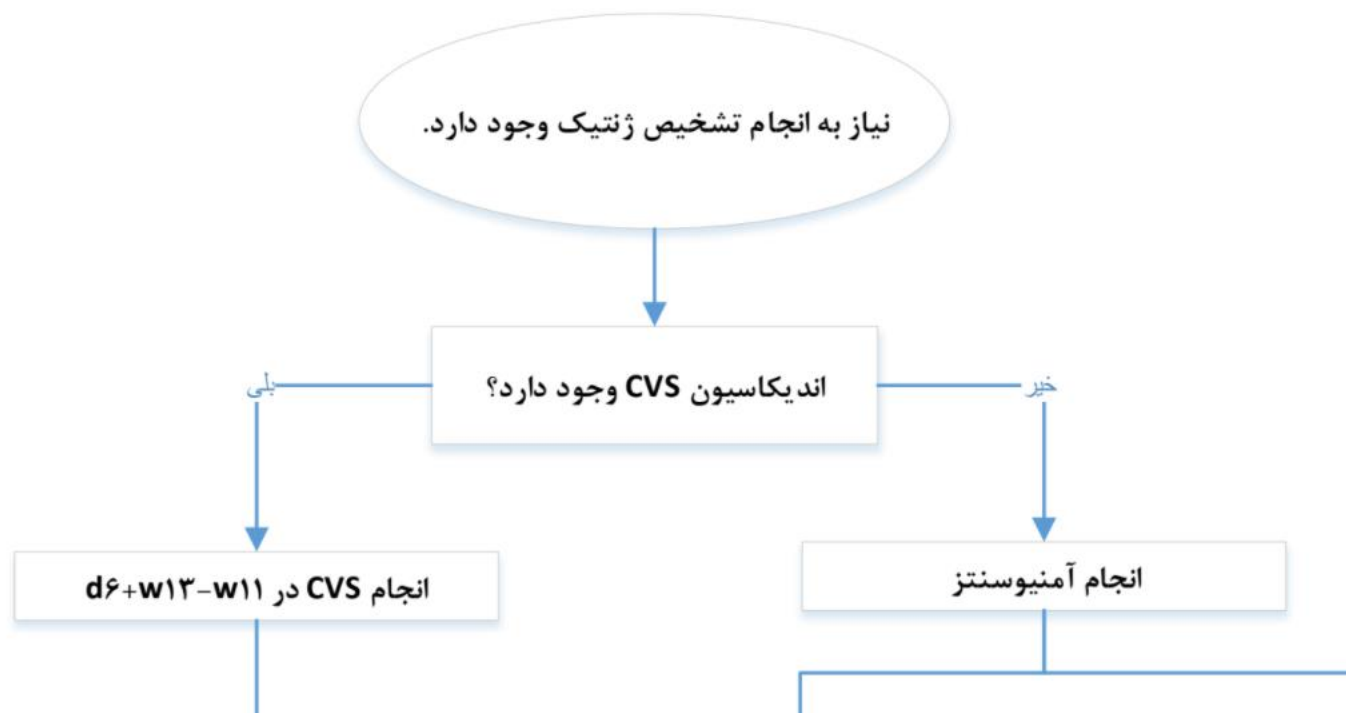 نیاز به انجام تشخیص ژنتیک وجود دارد.
اندیکاسیون CVS وجود دارد؟
خیر
بلی
انجام آمنیوسنتز
انجام CVS در w۱۱-w۱۳+d۶